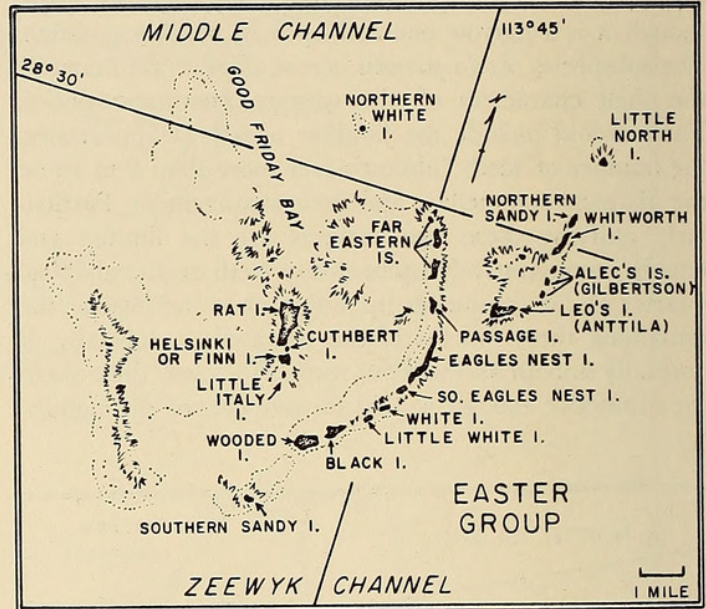 MIDDLE CHANNEL
113°45'
28°30'
GOOD FRIDAY BAY
NORTHERN
WHITE
I.
LITTLE
NORTH
I.
NORTHERN
SANDY I.
WHITWORTH
I.
FAR
EASTERN
IS.
ALEC'S IS.
(GILBERTSON)
RAT I.
LEO'S I.
(ANTTILA)
CUTHBERT
I.
PASSAGE I.
HELSINKI
OR FINN I.
EAGLES NEST I.
LITTLE
ITALY
I.
SO. EAGLES NEST I.
WHITE I.
WOODED
I.
LITTLE WHITE I.
BLACK I.
EASTER
GROUP
SOUTHERN SANDY I.
ZEEWYK CHANNEL
1 MILE